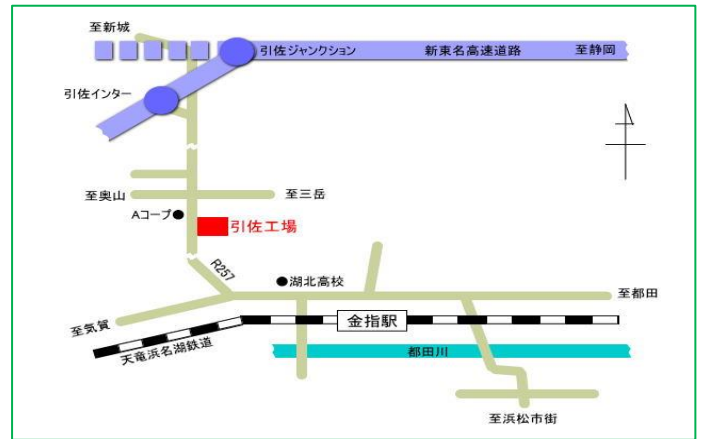 至新城
引佐ジャンクション
新東名高速道路
至静岡
引佐インター
至奥山
至三岳
Aコープ
引佐工場
R257
湖北高校
至都田
至気賀
金指駅
天竜浜名湖鉄道
都田川
至浜松市街